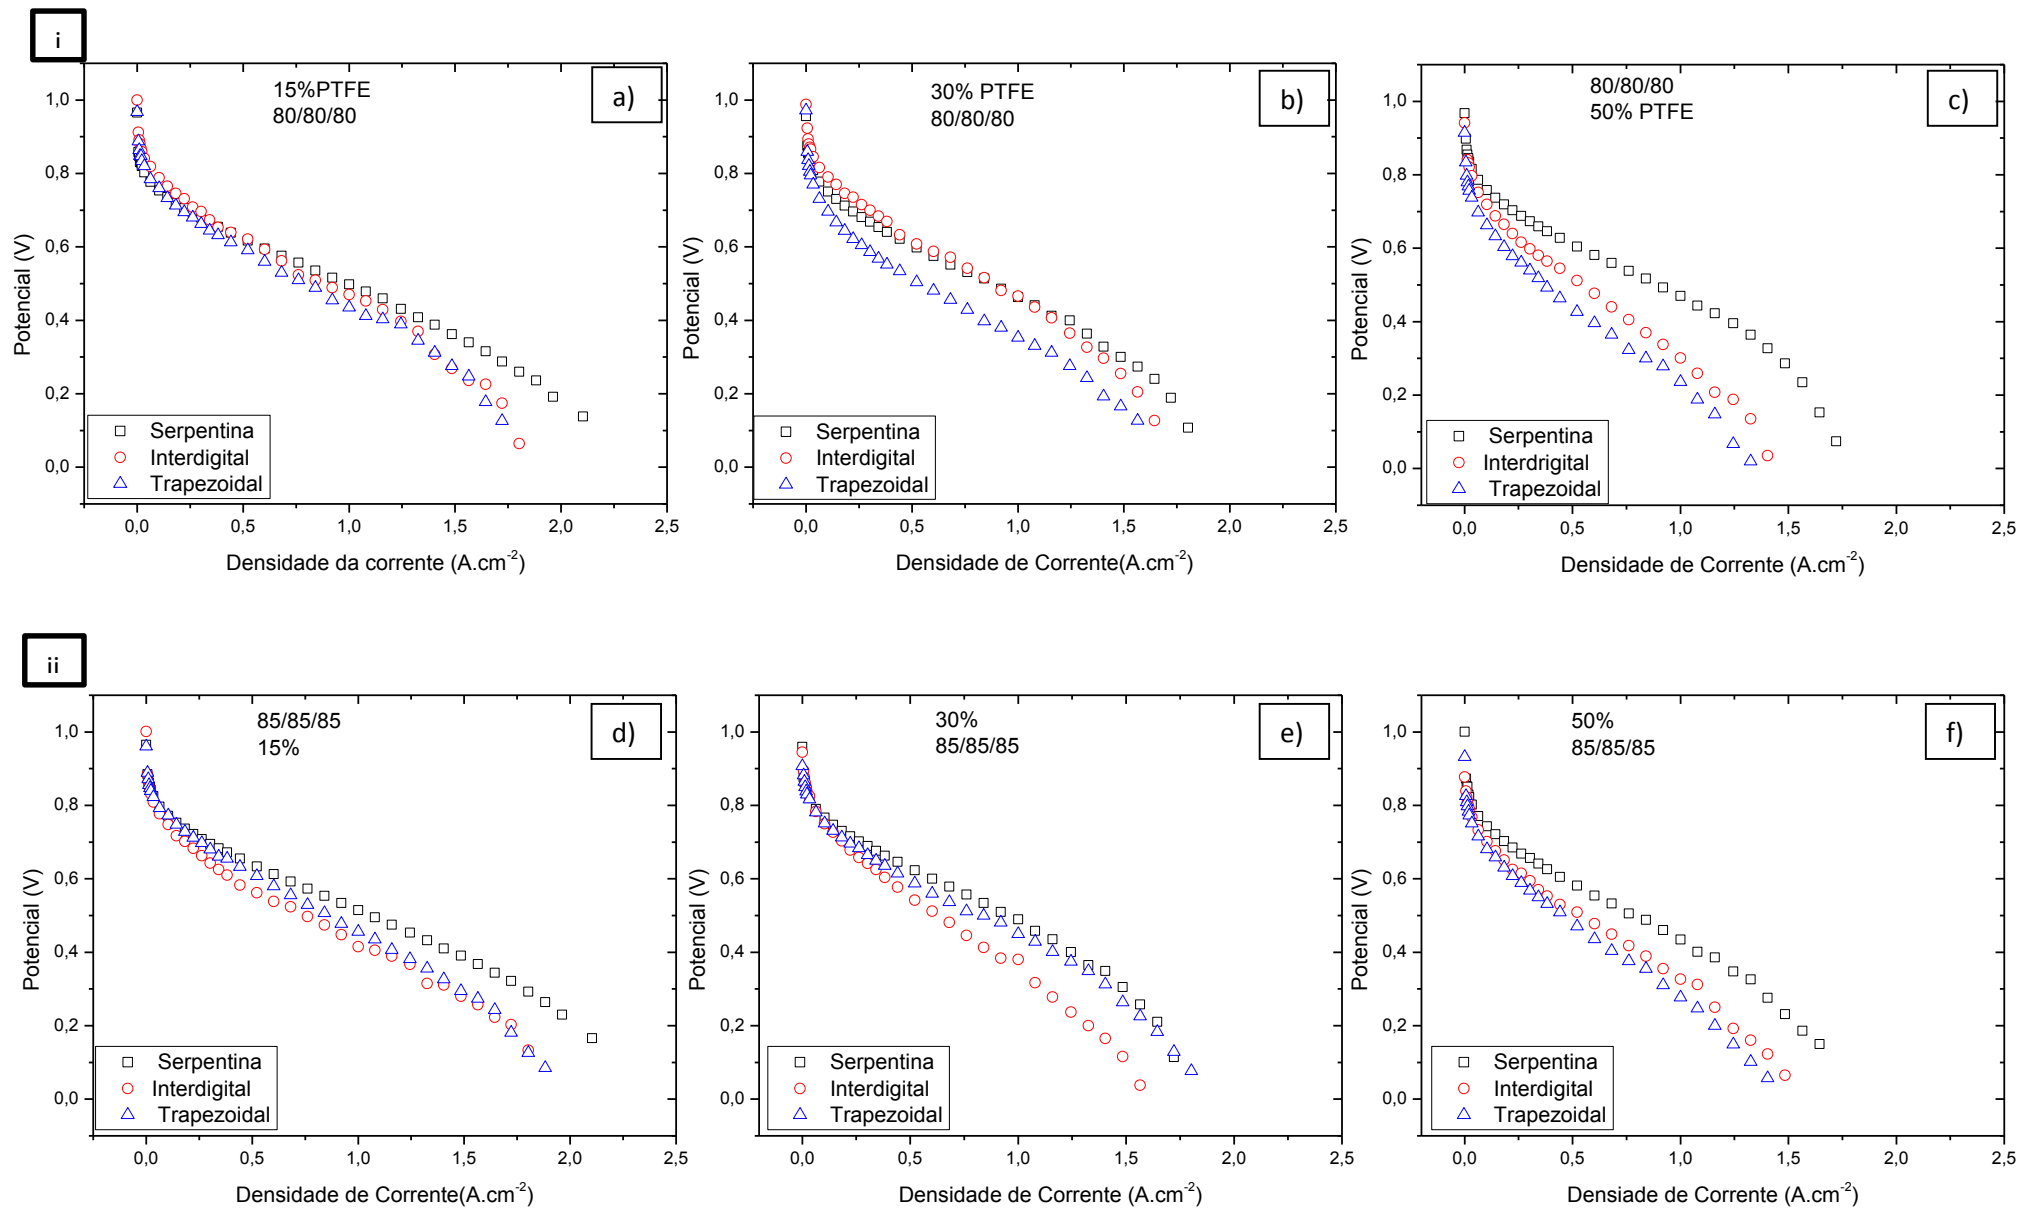 i
15%PTFE
80/80/80
a)
1,0
0,8
0,6
0,4
0,2
0,0
Potencial (V)
Serpentina
Interdigital
Trapezoidal
0,0 0,5 1,0 1,5 2,0 2,5
Densidade da corrente (A.cm-2)
30% PTFE
80/80/80
b)
1,0
0,8
0,6
0,4
0,2
0,0
Potencial (V)
Serpentina
Interdigital
Trapezoidal
0,0 0,5 1,0 1,5 2,0 2,5
Densidade de Corrente(A.cm-2)
80/80/80
50% PTFE
c)
1,0
0,8
0,6
0,4
0,2
0,0
Potencial (V)
Serpentina
Interdrigital
Trapezoidal
0,0 0,5 1,0 1,5 2,0 2,5
Densidade de Corrente (A.cm-2)
ii
85/85/85
15%
d)
1,0
0,8
0,6
0,4
0,2
0,0
Potencial (V)
Serpentina
Interdigital
Trapezoidal
0,0 0,5 1,0 1,5 2,0 2,5
Densidade de Corrente(A.cm-2)
30%
85/85/85
e)
1,0
0,8
0,6
0,4
0,2
0,0
Potencial (V)
Serpentina
Interdigital
Trapezoidal
0,0 0,5 1,0 1,5 2,0 2,5
Densidade de Corrente (A.cm-2)
50%
85/85/85
f)
1,0
0,8
0,6
0,4
0,2
0,0
Potencial (V)
Serpentina
Interdigital
Trapezoidal
0,0 0,5 1,0 1,5 2,0 2,5
Densiade de Corrente (A.cm-2)